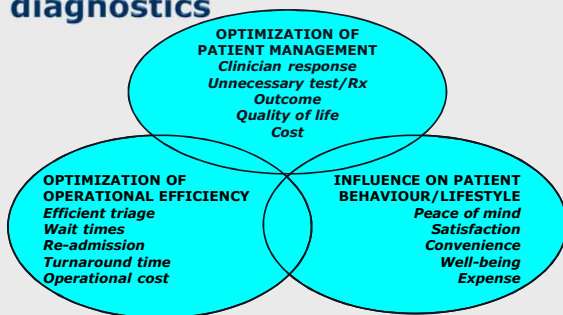 diagnostics
OPTIMIZATION OF
PATIENT MANAGEMENT
Clinician response
Unnecessary test/Rx
Outcome
Quality of life
Cost
OPTIMIZATION OF
OPERATIONAL EFFICIENCY
Efficient triage
Wait times
Re-admission
Turnaround time
Operational cost
INFLUENCE ON PATIENT
BEHAVIOUR/LIFESTYLE
Peace of mind
Satisfaction
Convenience
Well-being
Expense